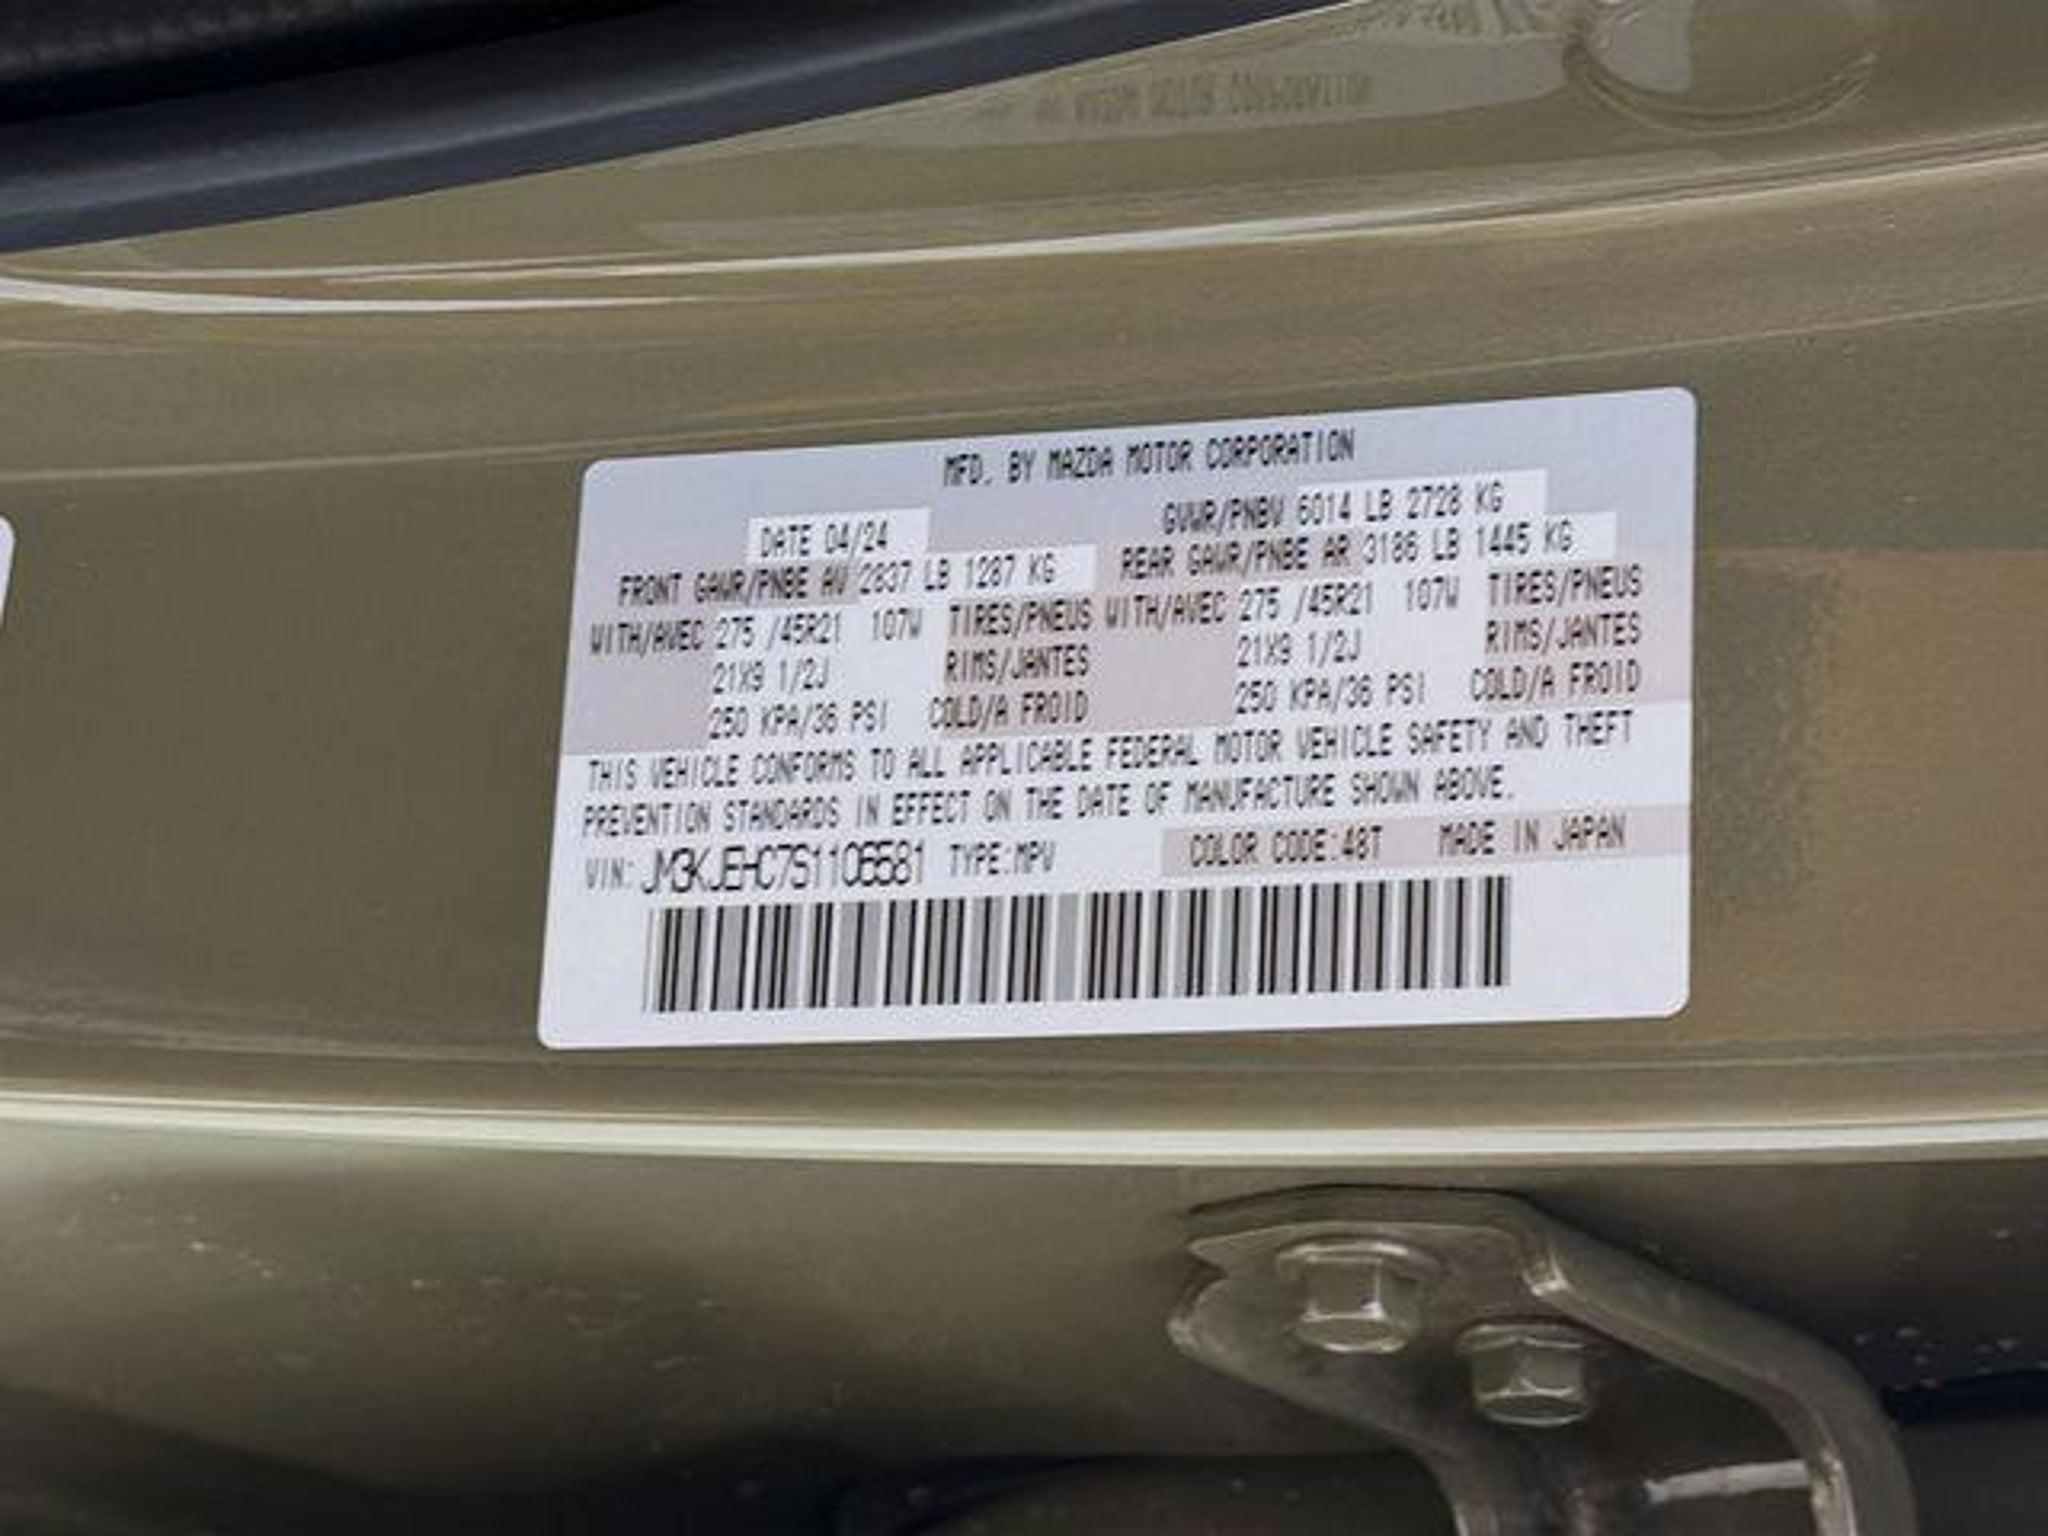 MFD. BY MAZDA MOTOR CORPORATION
DATE 04/24 GVWR/PNBV 6014 LB 2728 KG
FRONT GAWR/PNBE AV 2837 LB 1287 KG REAR GAWR/PNBE AR 3186 LB 1445 KG
WITH/AVEC 275 /45R21 107W TIRES/PNEUS WITH/AVEC 275 /45R21 107W TIRES/PNEUS
21X9 1/2J RIMS/JANTES 21X9 1/2J RIMS/JANTES
250 KPA/36 PSI COLD/A FROID 250 KPA/36 PSI COLD/A FROID
THIS VEHICLE CONFORMS TO ALL APPLICABLE FEDERAL MOTOR VEHICLE SAFETY AND THEFT
PREVENTION STANDARDS IN EFFECT ON THE DATE OF MANUFACTURE SHOWN ABOVE.
VIN: JM3KJEHC7S1106581 TYPE:MPV COLOR CODE:48T MADE IN JAPAN